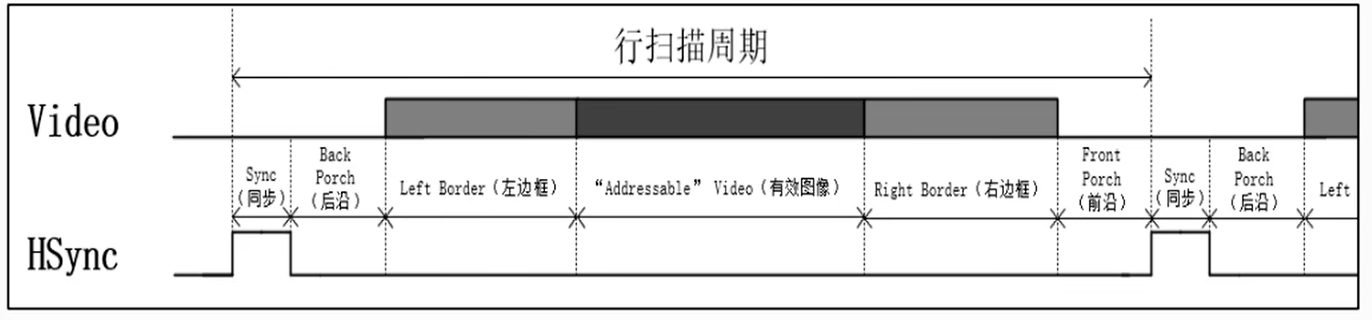 行扫描周期
Video
Sync
(同步)
Back
Porch
(后沿)
Left Border(左边框)
“Addressable” Video(有效图像)
Right Border(右边框)
Front
Porch
(前沿)
Sync
(同步)
Back
Porch
(后沿)
Left
HSync